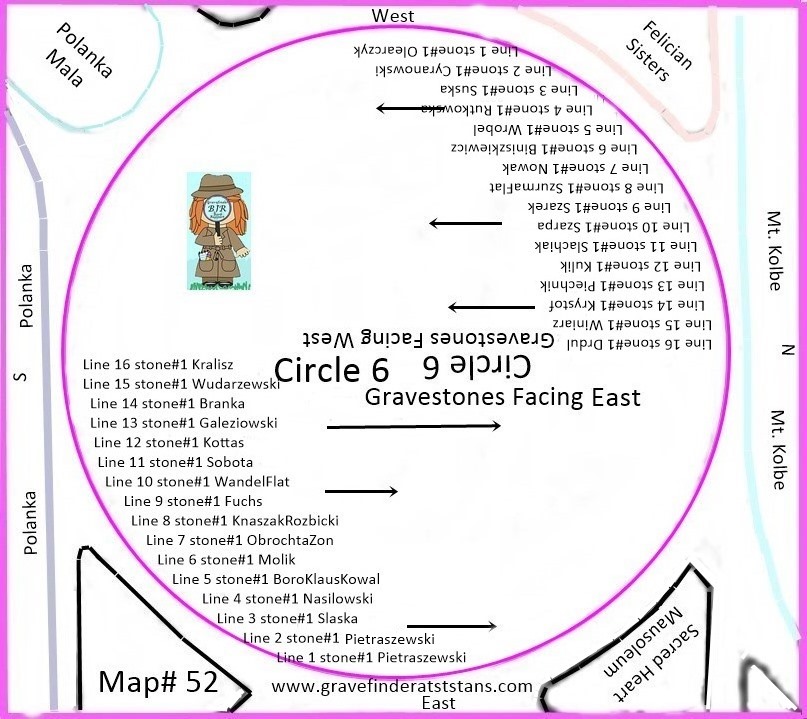 West
Polanka
Mala
Felician
Sisters
Line 1 stone#1 Olearczyk
Line 2 stone#1 Cyranowski
Line 3 stone#1 Suska
Line 4 stone#1 Rutkowska
Line 5 stone#1 Wrobel
Line 6 stone#1 Biniszkiewicz
Line 7 stone#1 Nowak
Line 8 stone#1 SzurmaFlat
Line 9 stone#1 Szarek
Line 10 stone#1 Szarpa
Line 11 stone#1 Slachiak
Line 12 stone#1 Kulik
Line 13 stone#1 Piechnik
Line 14 stone#1 Krystof
Line 15 stone#1 Winiarz
Line 16 stone#1 Drdul
Gravestones Facing West
Circle 6
BJR
Mt. Kolbe
N
Mt. Kolbe
Polanka
S
Polanka
Circle 6
Gravestones Facing East
Line 16 stone#1 Kralisz
Line 15 stone#1 Wudarzewski
Line 14 stone#1 Branka
Line 13 stone#1 Galeziowski
Line 12 stone#1 Kottas
Line 11 stone#1 Sobota
Line 10 stone#1 WandelFlat
Line 9 stone#1 Fuchs
Line 8 stone#1 KnaszakRozbicki
Line 7 stone#1 ObrochtaZon
Line 6 stone#1 Molik
Line 5 stone#1 BoroKlausKowal
Line 4 stone#1 Nasilowski
Line 3 stone#1 Slaska
Line 2 stone#1 Pietraszewski
Line 1 stone#1 Pietraszewski
Sacred Heart
Mausoleum
Map# 52
www.gravefinderatststans.com
East